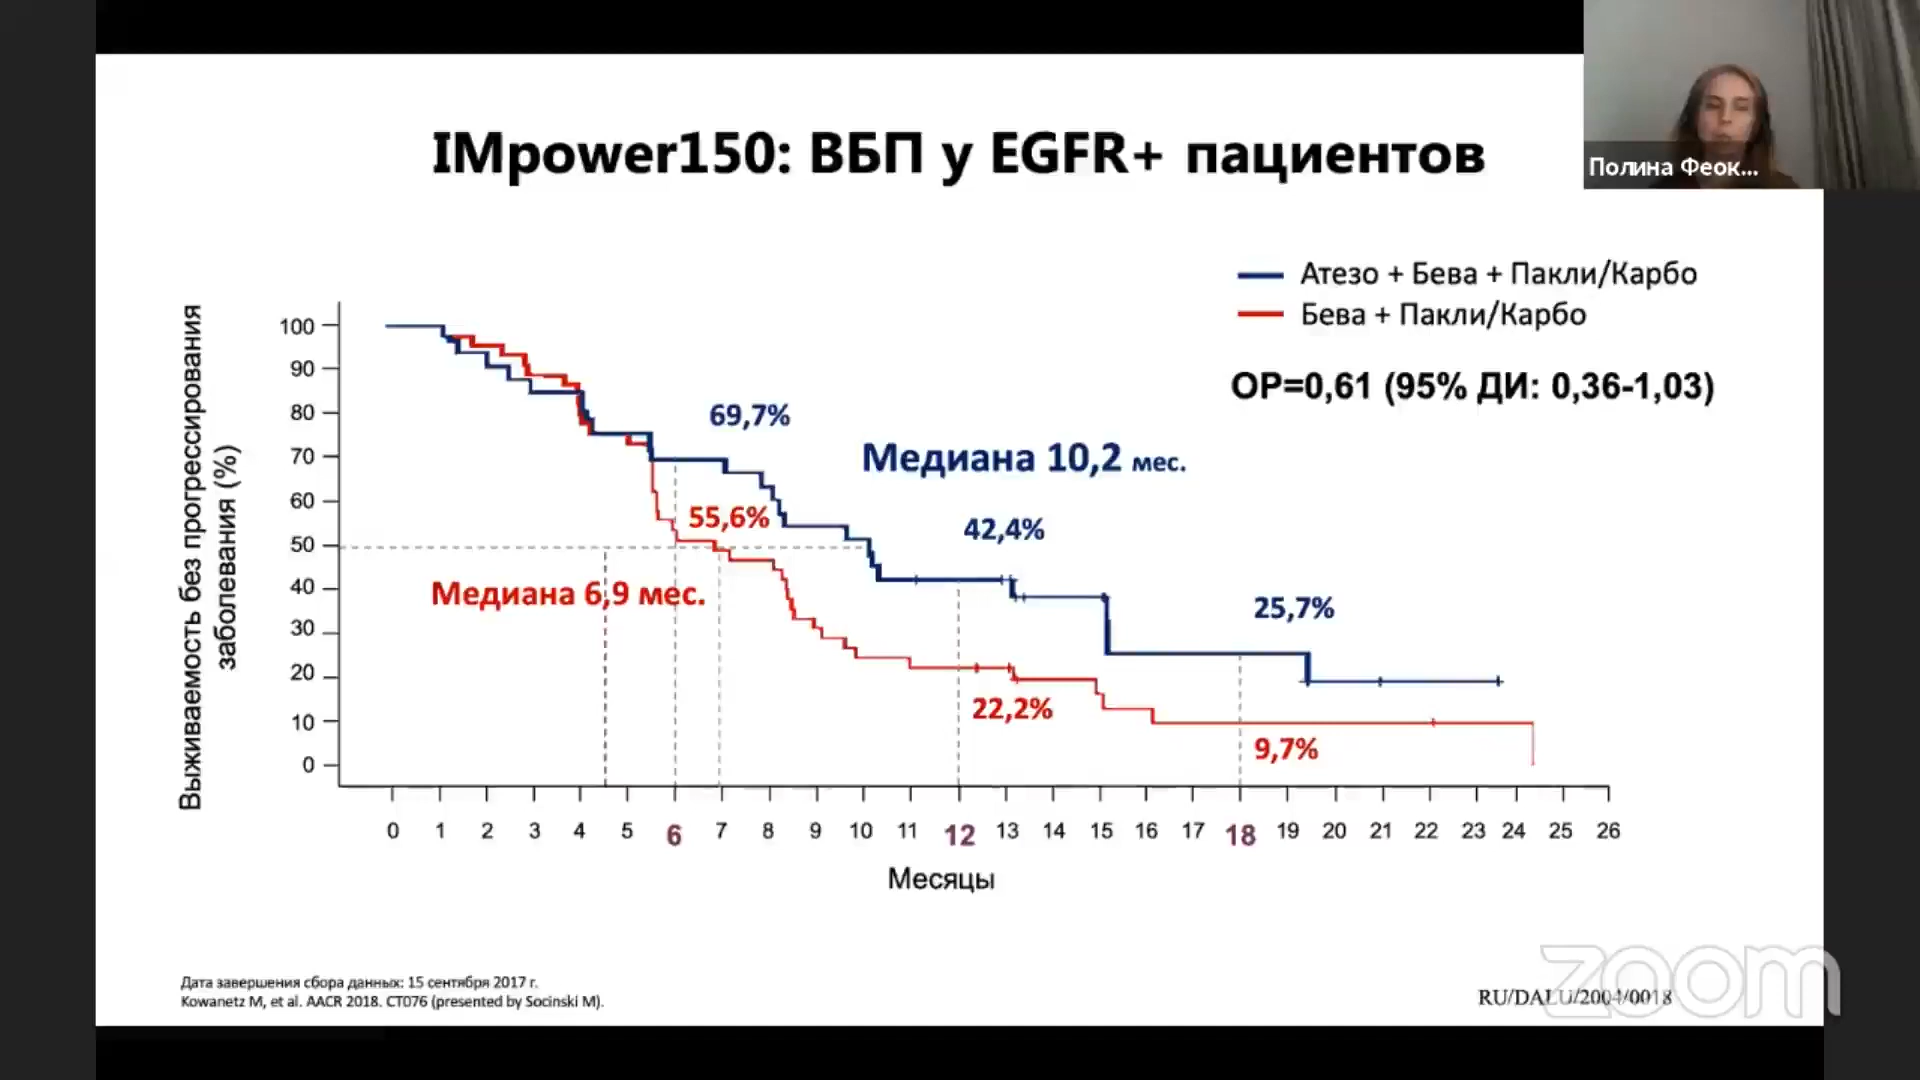 Полина Феок...
IMpower150: ВБП у EGFR+ пациентов
Атезо + Бева + Пакли/Карбо
Бева + Пакли/Карбо
ОР=0,61 (95% ДИ: 0,36-1,03)
Выживаемость без прогрессирования
заболевания (%)
100
90
80
70
60
50
40
30
20
10
0
69,7%
Медиана 10,2 мес.
55,6%
42,4%
Медиана 6,9 мес.
25,7%
22,2%
9,7%
0 1 2 3 4 5 6 7 8 9 10 11 12 13 14 15 16 17 18 19 20 21 22 23 24 25 26
Месяцы
Дата завершения сбора данных: 15 сентября 2017 г.
Kowanetz M, et al. AACR 2018. CT076 (presented by Socinski M).
RU/DALU/2004/0018
zoom